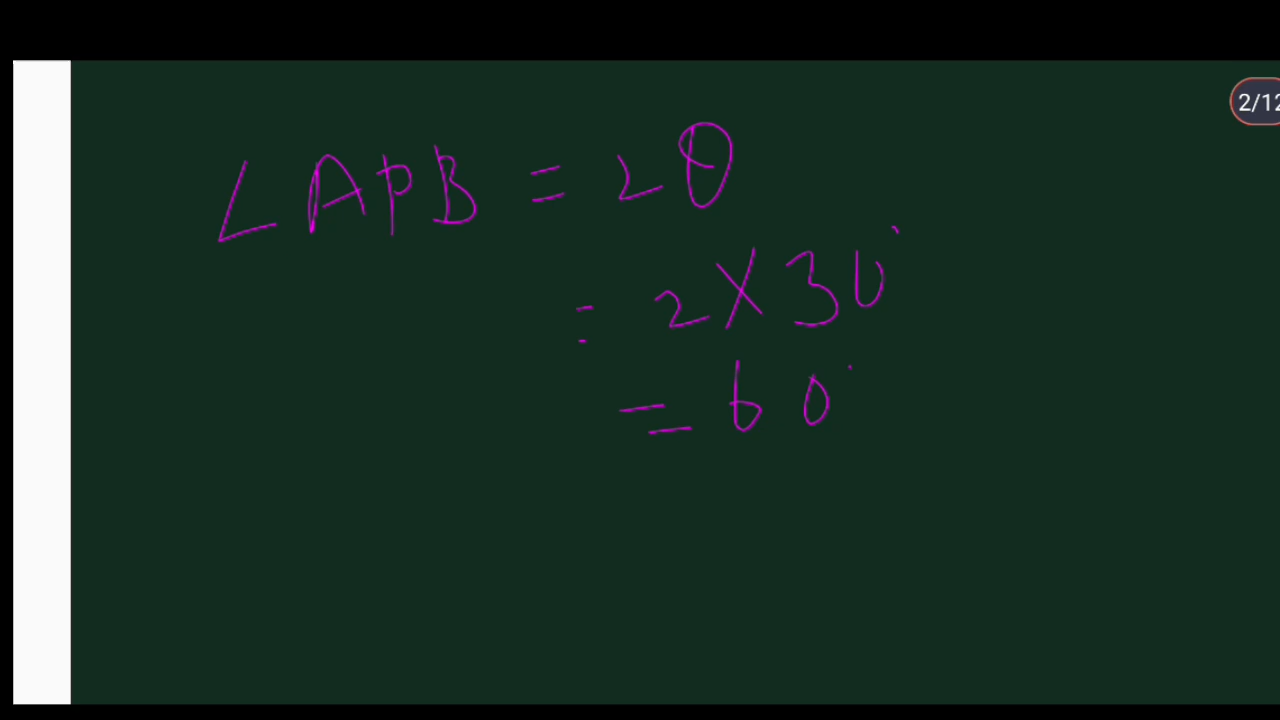 ∠APB = 2θ
2/12
= 2 X 30°
= 60°